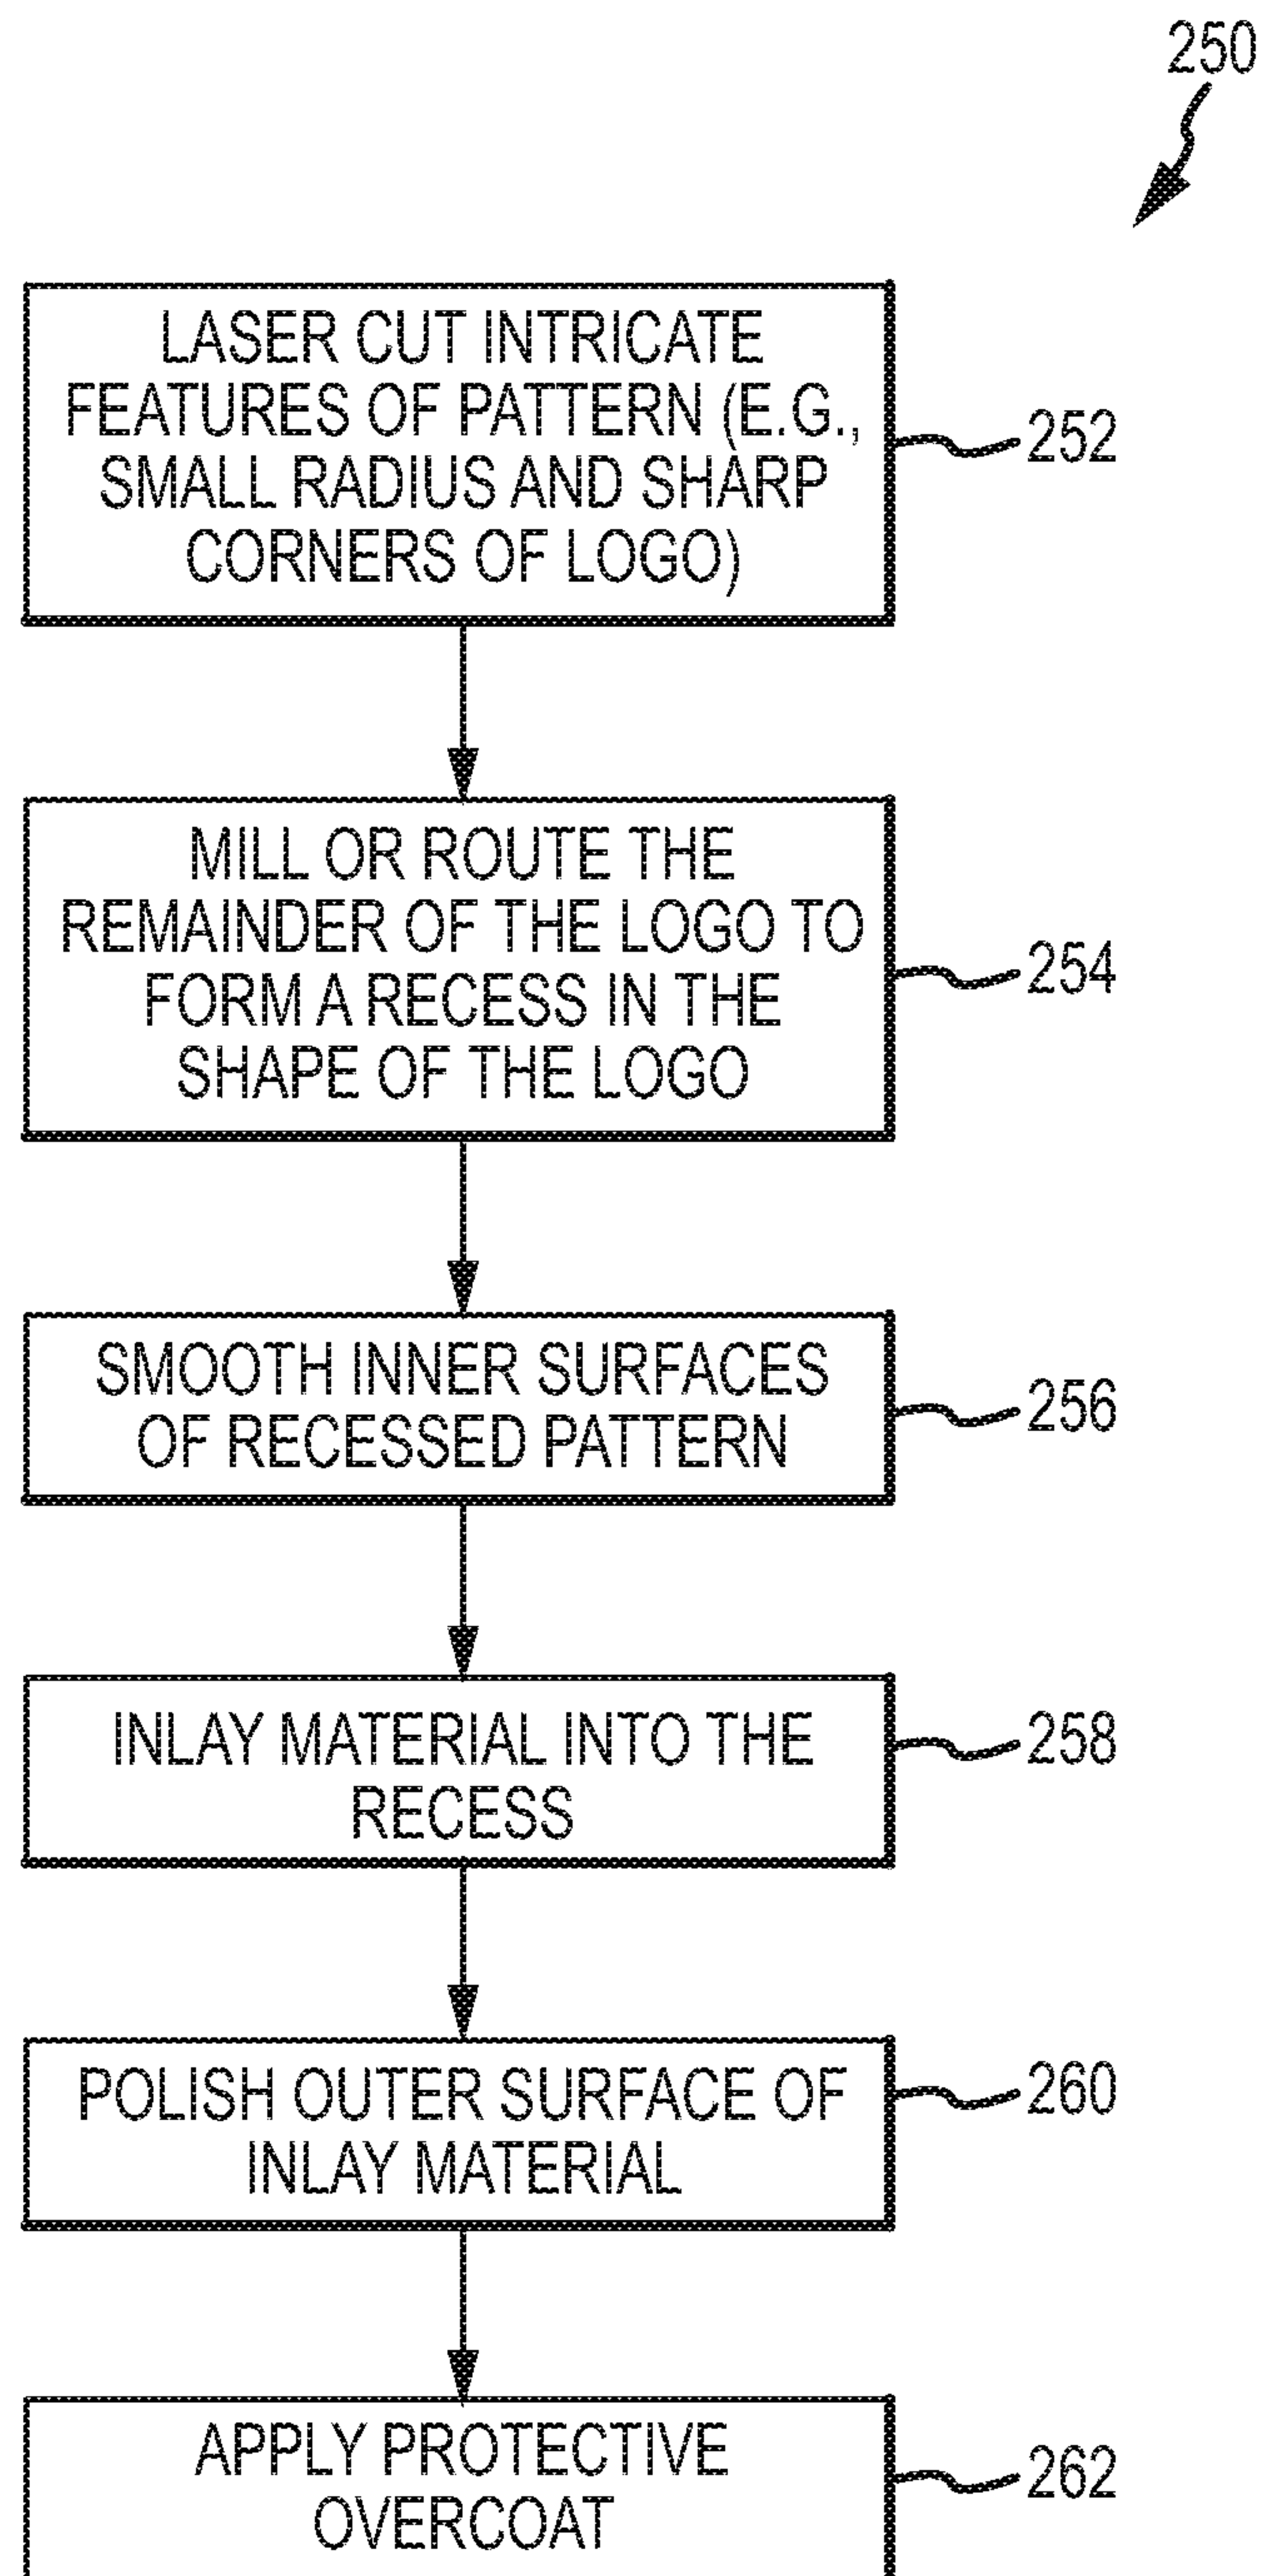 250
LASER CUT INTRICATE
FEATURES OF PATTERN (E.G.,
SMALL RADIUS AND SHARP
CORNERS OF LOGO)
252
MILL OR ROUTE THE
REMAINDER OF THE LOGO TO
FORM A RECESS IN THE
SHAPE OF THE LOGO
254
SMOOTH INNER SURFACES
OF RECESSED PATTERN
256
INLAY MATERIAL INTO THE
RECESS
258
POLISH OUTER SURFACE OF
INLAY MATERIAL
260
APPLY PROTECTIVE
OVERCOAT
262